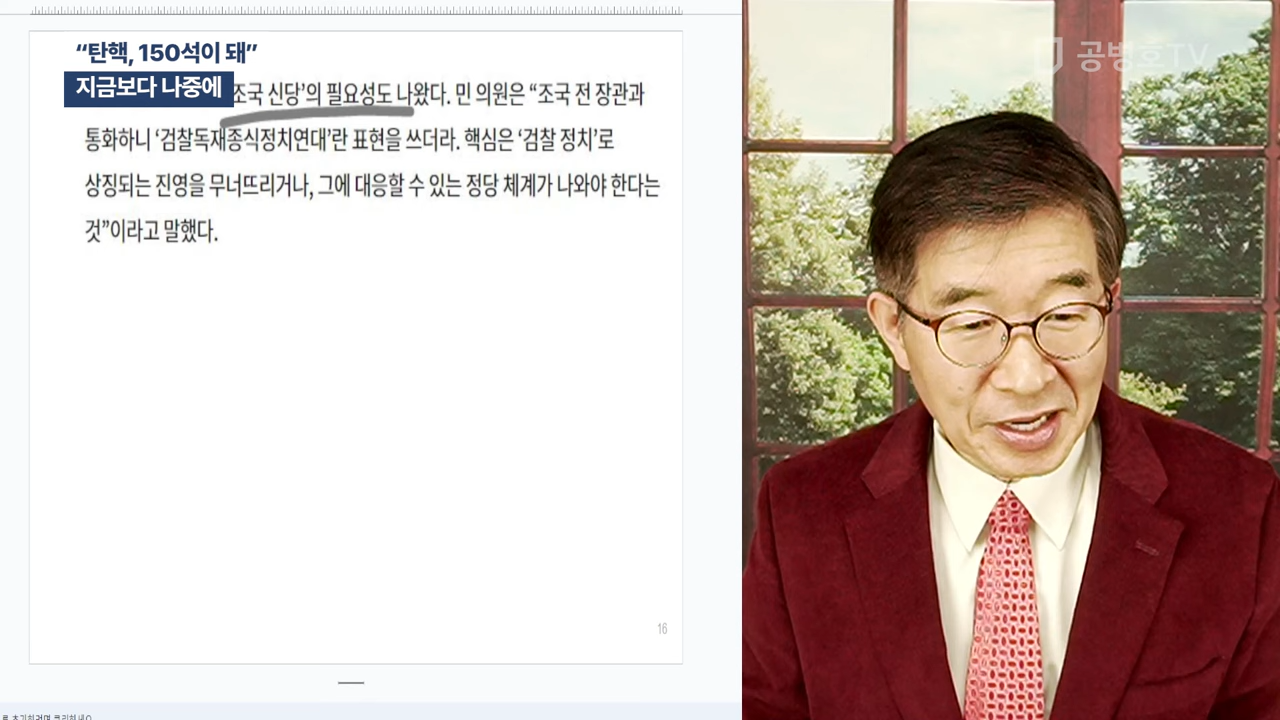 “탄핵, 150석이 돼”
지금보다 나중에
조국 신당’의 필요성도 나왔다. 민 의원은 “조국 전 장관과
통화하니 ‘검찰독재종식정치연대’란 표현을 쓰더라. 핵심은 ‘검찰 정치’로
상징되는 진영을 무너뜨리거나, 그에 대응할 수 있는 정당 체계가 나와야 한다는
것”이라고 말했다.
16
공병호TV